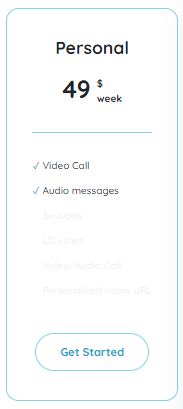 Personal
49 $
week
✓ Video Call
✓ Audio messages
Sessions
LD video
Video/Audio Call
Personalized room URL
Get Started